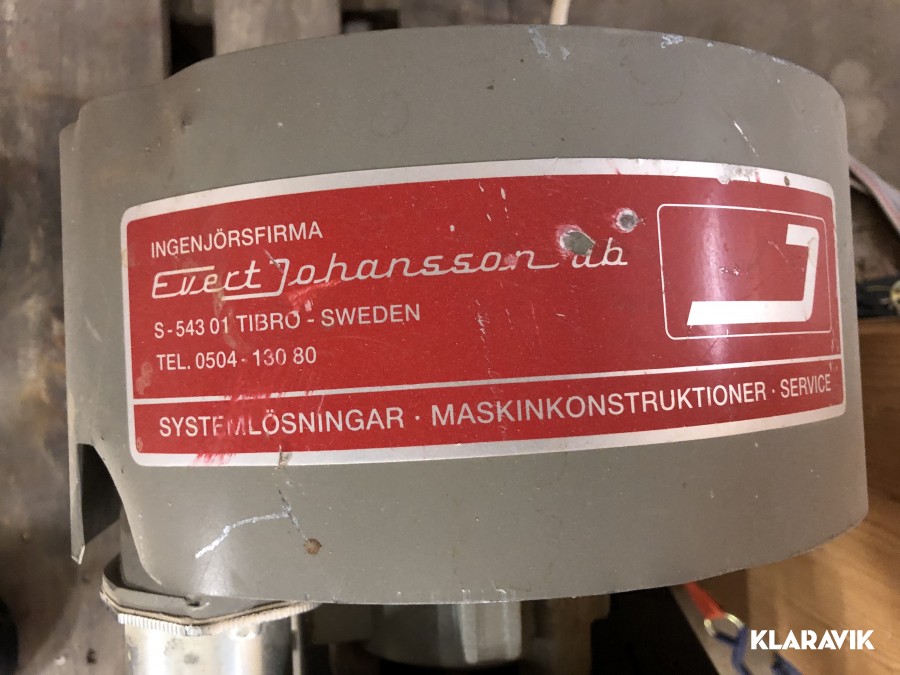 INGENJÖRSFIRMA
Evert Johansson ab
S-543 01 TIBRO - SWEDEN
TEL. 0504 - 130 80
SYSTEMLÖSNINGAR · MASKINKONSTRUKTIONER · SERVICE
KLARAVIK